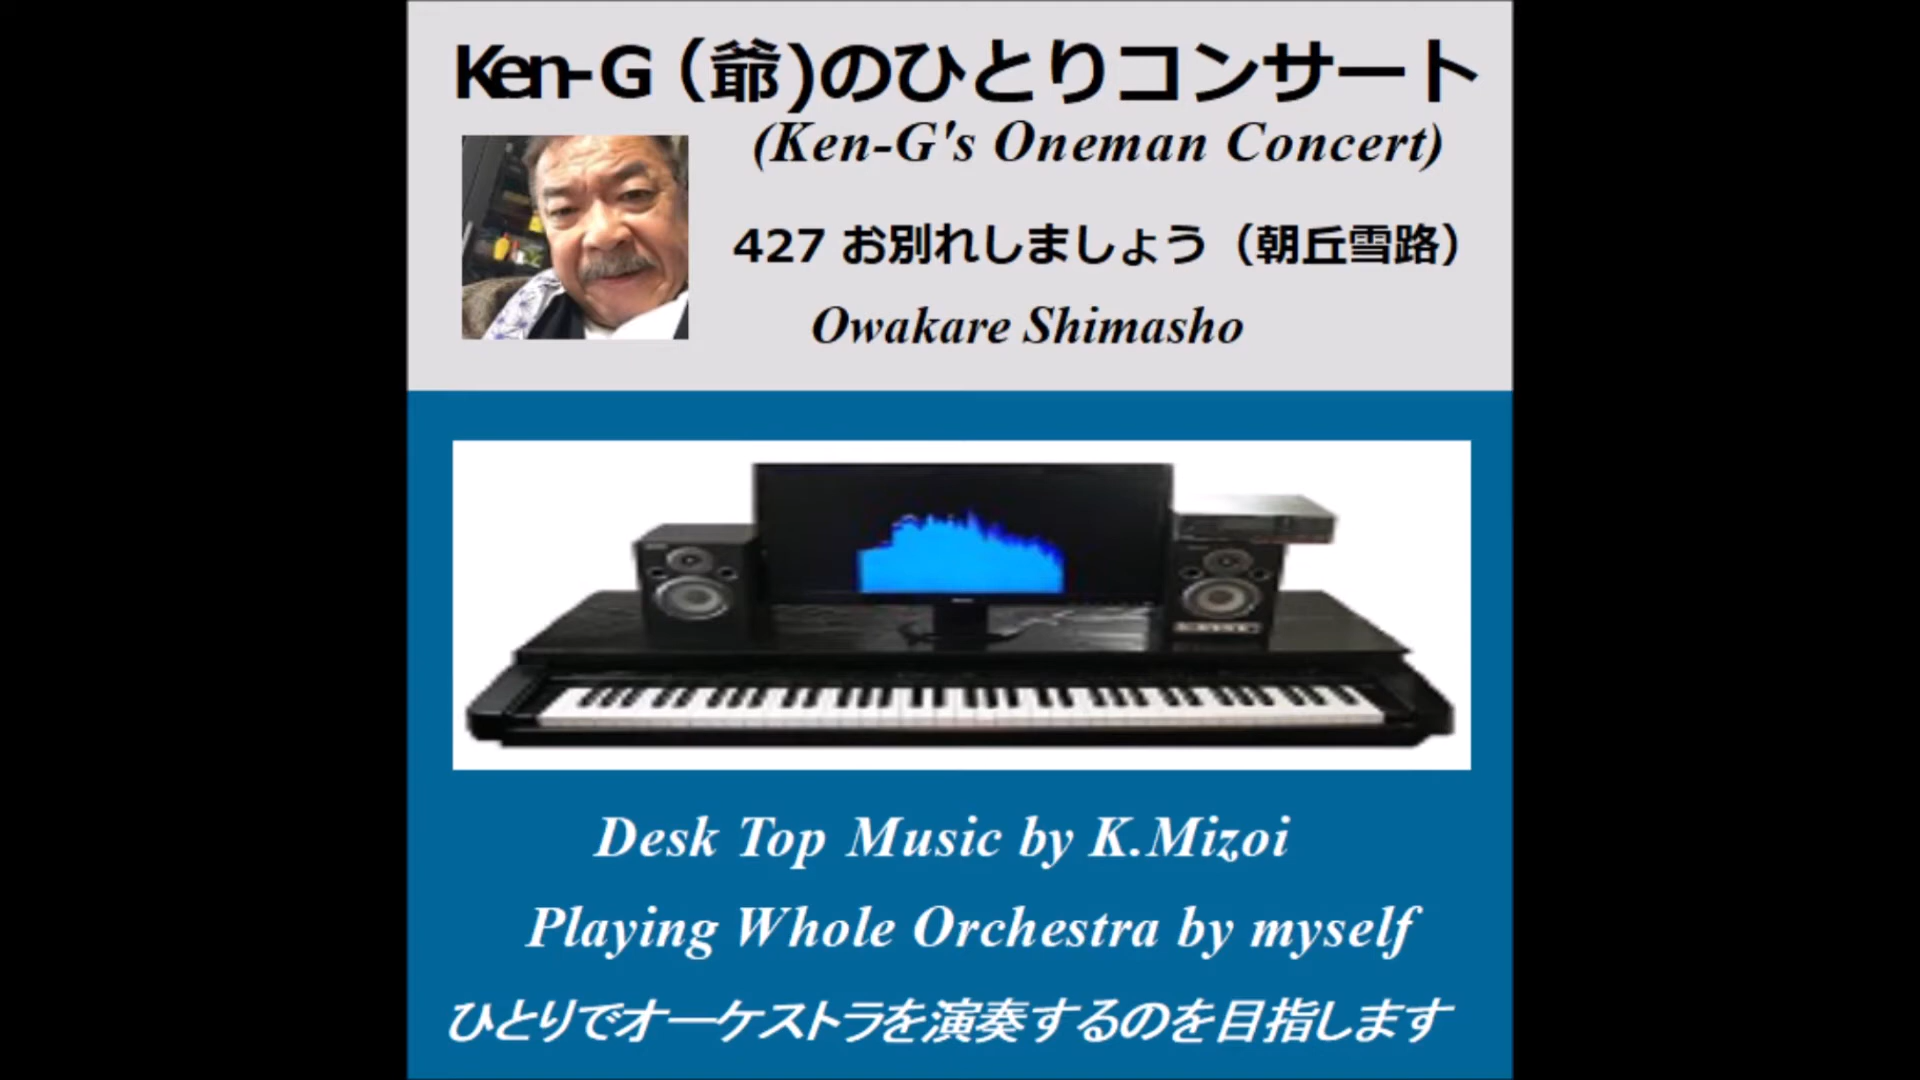 Ken-G（爺)のひとりコンサート
(Ken-G's Oneman Concert)
427 お別れしましょう（朝丘雪路）
Owakare Shimasho
Desk Top Music by K.Mizoi
Playing Whole Orchestra by myself
ひとりでオーケストラを演奏するのを目指します